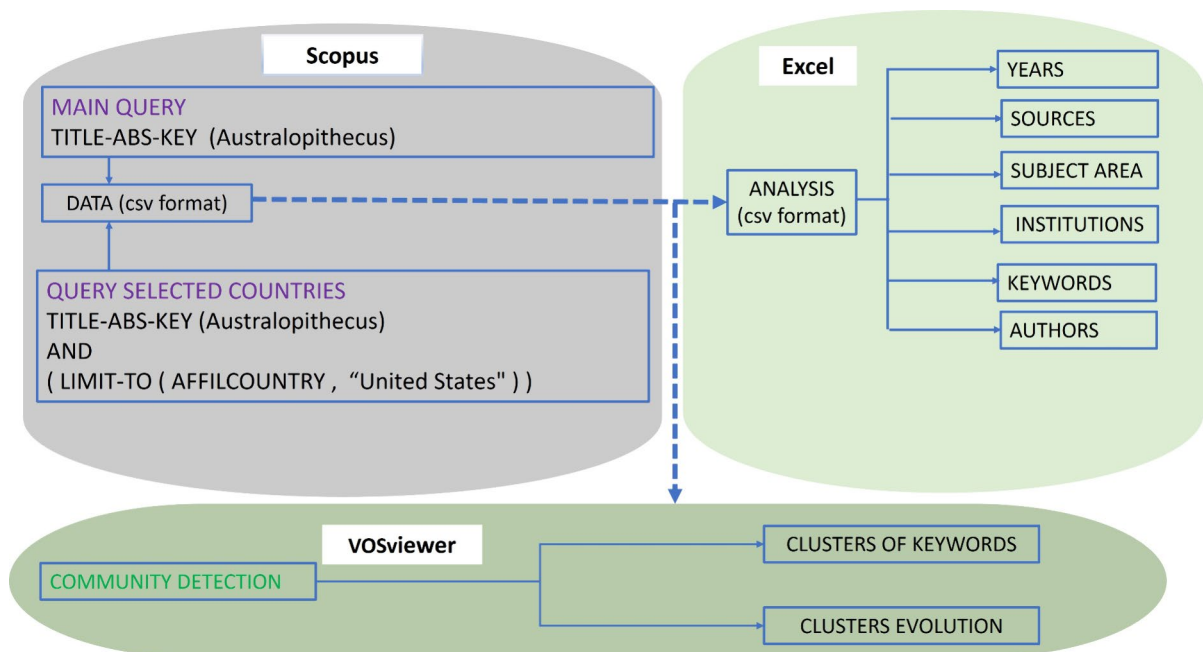 Scopus
MAIN QUERY
TITLE-ABS-KEY (Australopithecus)
DATA (csv format)
QUERY SELECTED COUNTRIES
TITLE-ABS-KEY (Australopithecus)
AND
( LIMIT-TO ( AFFILCOUNTRY , “United States" ) )
Excel
ANALYSIS
(csv format)
YEARS
SOURCES
SUBJECT AREA
INSTITUTIONS
KEYWORDS
AUTHORS
VOSviewer
COMMUNITY DETECTION
CLUSTERS OF KEYWORDS
CLUSTERS EVOLUTION